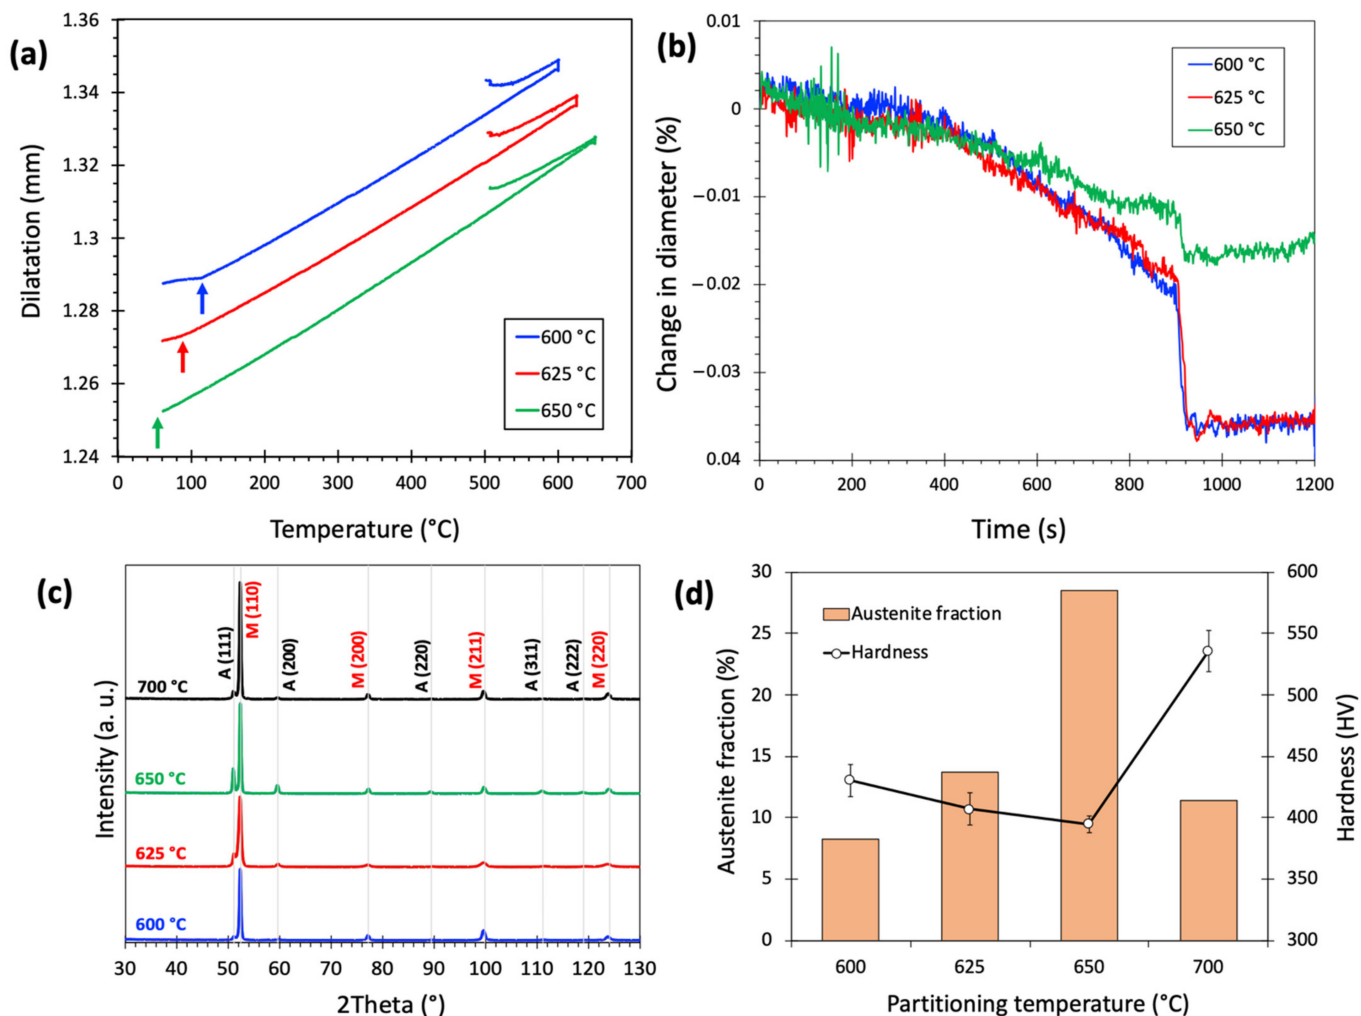 (a)
1.36
1.34
1.32
1.3
1.28
1.26
1.24
Dilatation (mm)
600 °C
625 °C
650 °C
0 100 200 300 400 500 600 700
Temperature (°C)
(b)
0.01
0
−0.01
−0.02
−0.03
0.04
Change in diameter (%)
600 °C
625 °C
650 °C
0 200 400 600 800 1000 1200
Time (s)
(c)
Intensity (a. u.)
A (111)
M (110)
A (200)
M (200)
A (220)
M (211)
A (311)
A (222)
M (220)
700 °C
650 °C
625 °C
600 °C
30 40 50 60 70 80 90 100 110 120 130
2Theta (°)
(d)
30
25
20
15
10
5
0
Austenite fraction (%)
Austenite fraction
Hardness
600
550
500
450
400
350
300
Hardness (HV)
600 625 650 700
Partitioning temperature (°C)